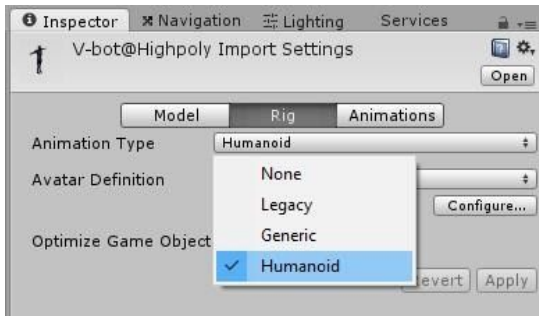 Inspector Navigation Lighting Services
V-bot@Highpoly Import Settings
Open
Model Rig Animations
Animation Type Humanoid
None
Avatar Definition
Legacy
Configure...
Generic
Optimize Game Object
Humanoid
Apply